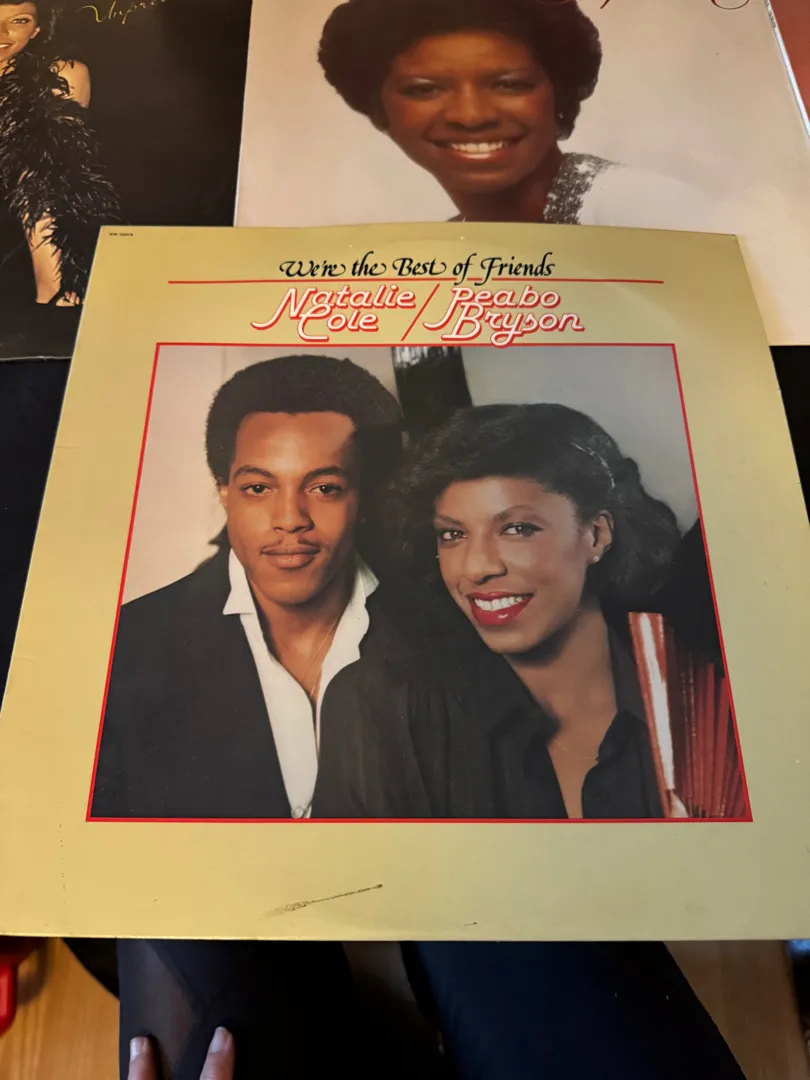 We're the Best of Friends
Natalie Cole / Peabo Bryson